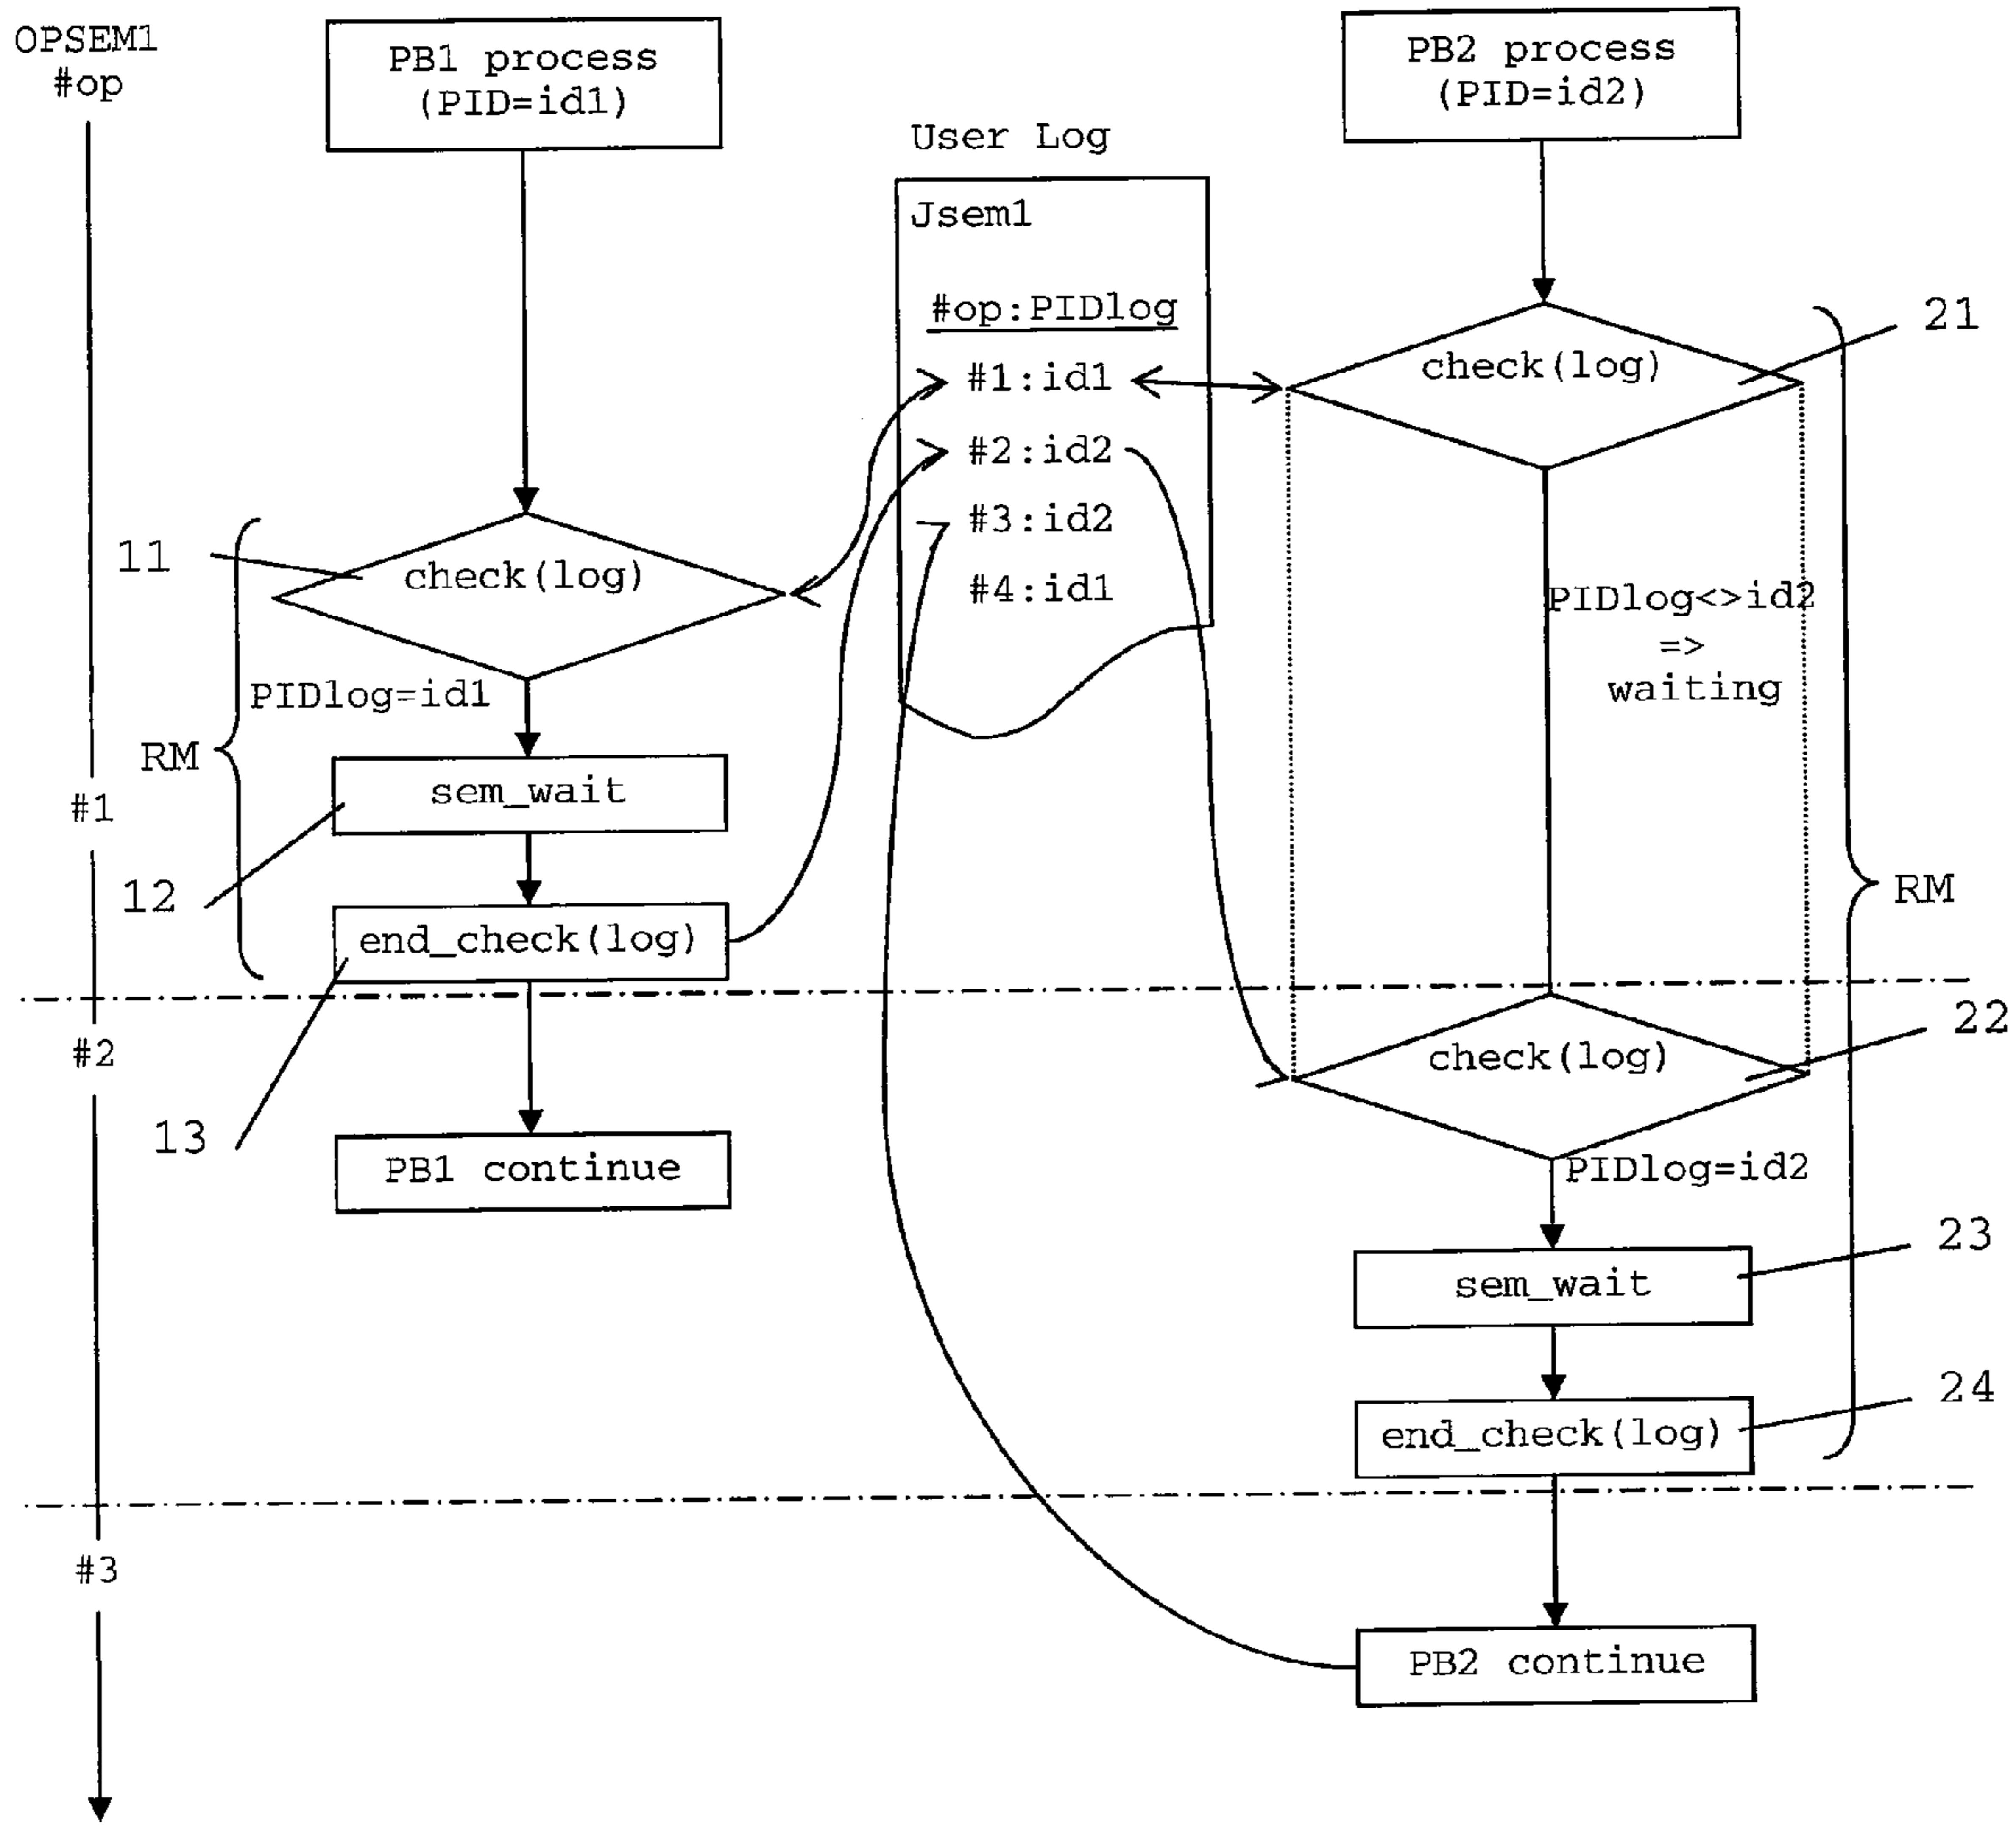 OPSEM1
#op
PB1 process
(PID=id1)
PB2 process
(PID=id2)
User Log
Jsem1
#op:PIDlog
#1:id1
#2:id2
#3:id2
#4:id1
21
check(log)
11
check(log)
PIDlog<>id2
=>
waiting
PIDlog=id1
RM
#1
sem_wait
12
RM
end_check(log)
#2
22
check(log)
13
PB1 continue
PIDlog=id2
23
sem_wait
24
end_check(log)
#3
PB2 continue